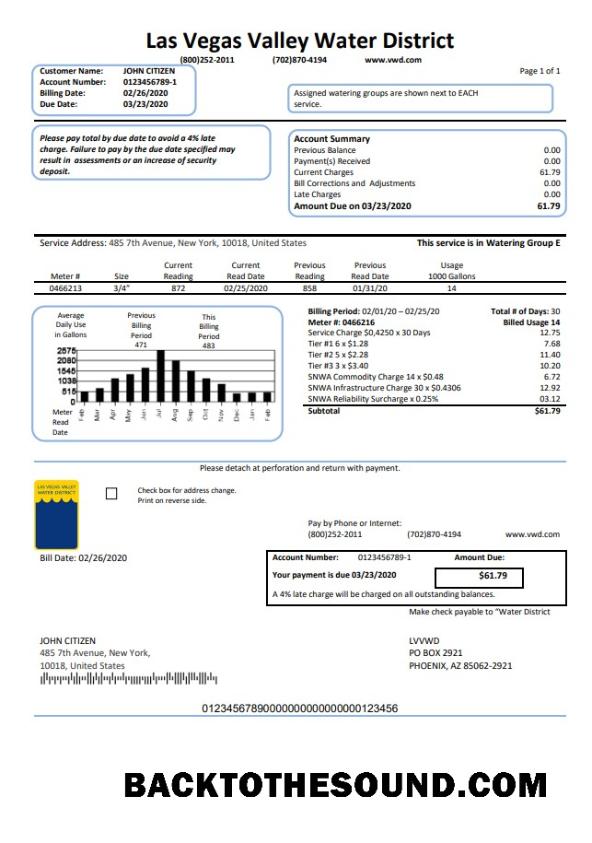 Las Vegas Valley Water District
(800)252-2011 (702)870-4194 www.vwd.com
Customer Name: JOHN CITIZEN
Account Number: 0123456789-1
Billing Date: 02/26/2020
Due Date: 03/23/2020
Page 1 of 1
Assigned watering groups are shown next to EACH
service.
Please pay total by due date to avoid a 4% late
charge. Failure to pay by the due date specified may
result in assessments or an increase of security
deposit.
Account Summary
Previous Balance 0.00
Payment(s) Received 0.00
Current Charges 61.79
Bill Corrections and Adjustments 0.00
Late Charges 0.00
Amount Due on 03/23/2020 61.79
Service Address: 485 7th Avenue, New York, 10018, United States This service is in Watering Group E
Current Current Previous Previous Usage
Meter # Size Reading Read Date Reading Read Date 1000 Gallons
0466213 3/4" 872 02/25/2020 858 01/31/20 14
Average Previous This
Daily Use Billing Billing
in Gallons Period Period
471 483
2575
2080
1545
1038
515
0
Meter
Read
Date
Feb Mar Apr May Jun Jul Aug Sep Oct Nov Dec Jan Feb
Billing Period: 02/01/20 – 02/25/20 Total # of Days: 30
Meter #: 0466216 Billed Usage 14
Service Charge $0,4250 x 30 Days 12.75
Tier #1 6 x $1.28 7.68
Tier #2 5 x $2.28 11.40
Tier #3 3 x $3.40 10.20
SNWA Commodity Charge 14 x $0.48 6.72
SNWA Infrastructure Charge 30 x $0.4306 12.92
SNWA Reliability Surcharge x 0.25% 03.12
Subtotal $61.79
Please detach at perforation and return with payment.
LAS VEGAS VALLEY
WATER DISTRICT
Check box for address change.
Print on reverse side.
Pay by Phone or Internet:
(800)252-2011 (702)870-4194 www.vwd.com
Bill Date: 02/26/2020
Account Number: 0123456789-1 Amount Due:
Your payment is due 03/23/2020 $61.79
A 4% late charge will be charged on all outstanding balances.
Make check payable to "Water District
JOHN CITIZEN
485 7th Avenue, New York,
10018, United States
LVVWD
PO BOX 2921
PHOENIX, AZ 85062-2921
0123456789000000000000000123456
BACKTOTHESOUND.COM